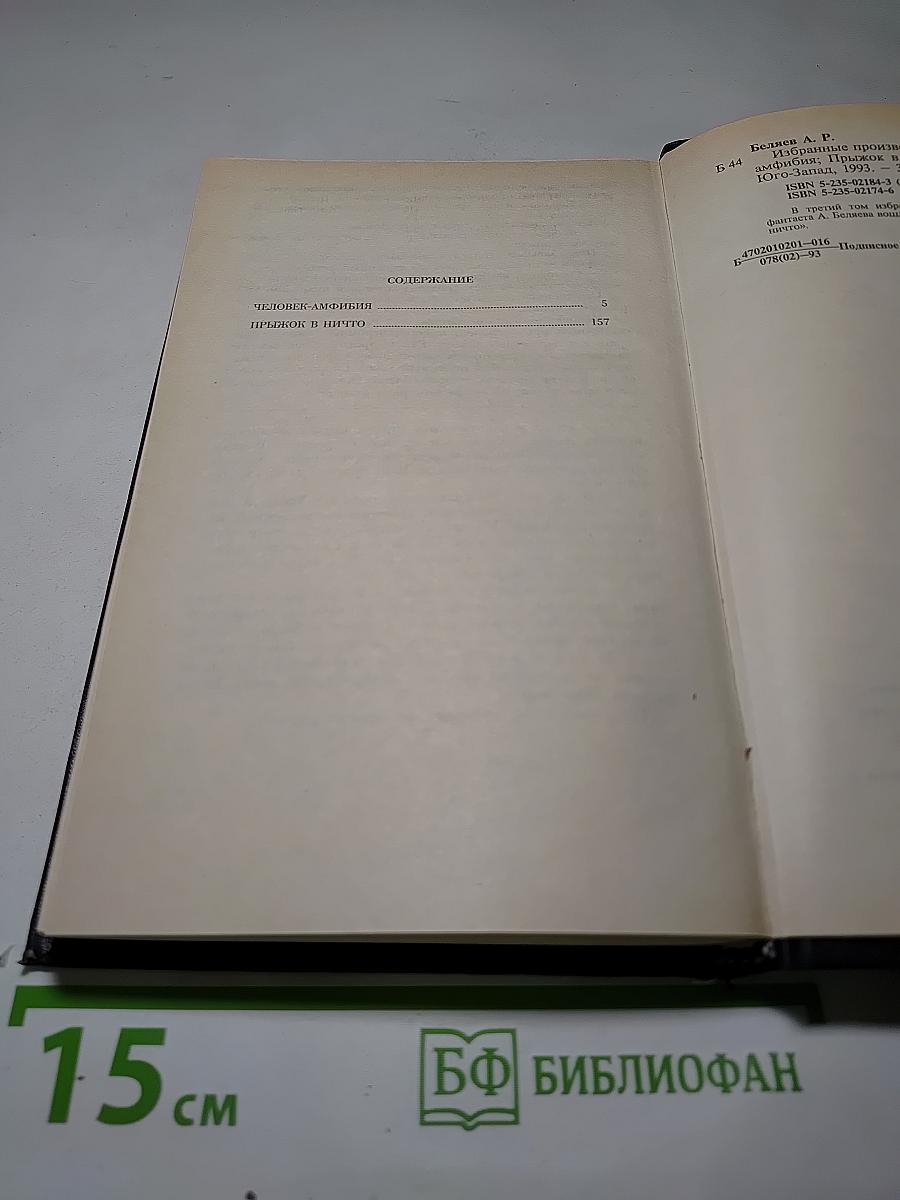 СОДЕРЖАНИЕ
ЧЕЛОВЕК-АМФИБИЯ ........................................ 5
ПРЫЖОК В НИЧТО ........................................ 157
Беляев А. Р.
Б 44
Избранные произве
амфибия; Прыжок в
Юго-Запад, 1993. – 3
ISBN 5-235-02184-3 (
ISBN 5-235-02174-6
В третий том избр
фантаста А. Беляева вош
ничто».
Б 4702010201—016
078(02)—93 Подписное
15 см
БФ БИБЛИОФАН